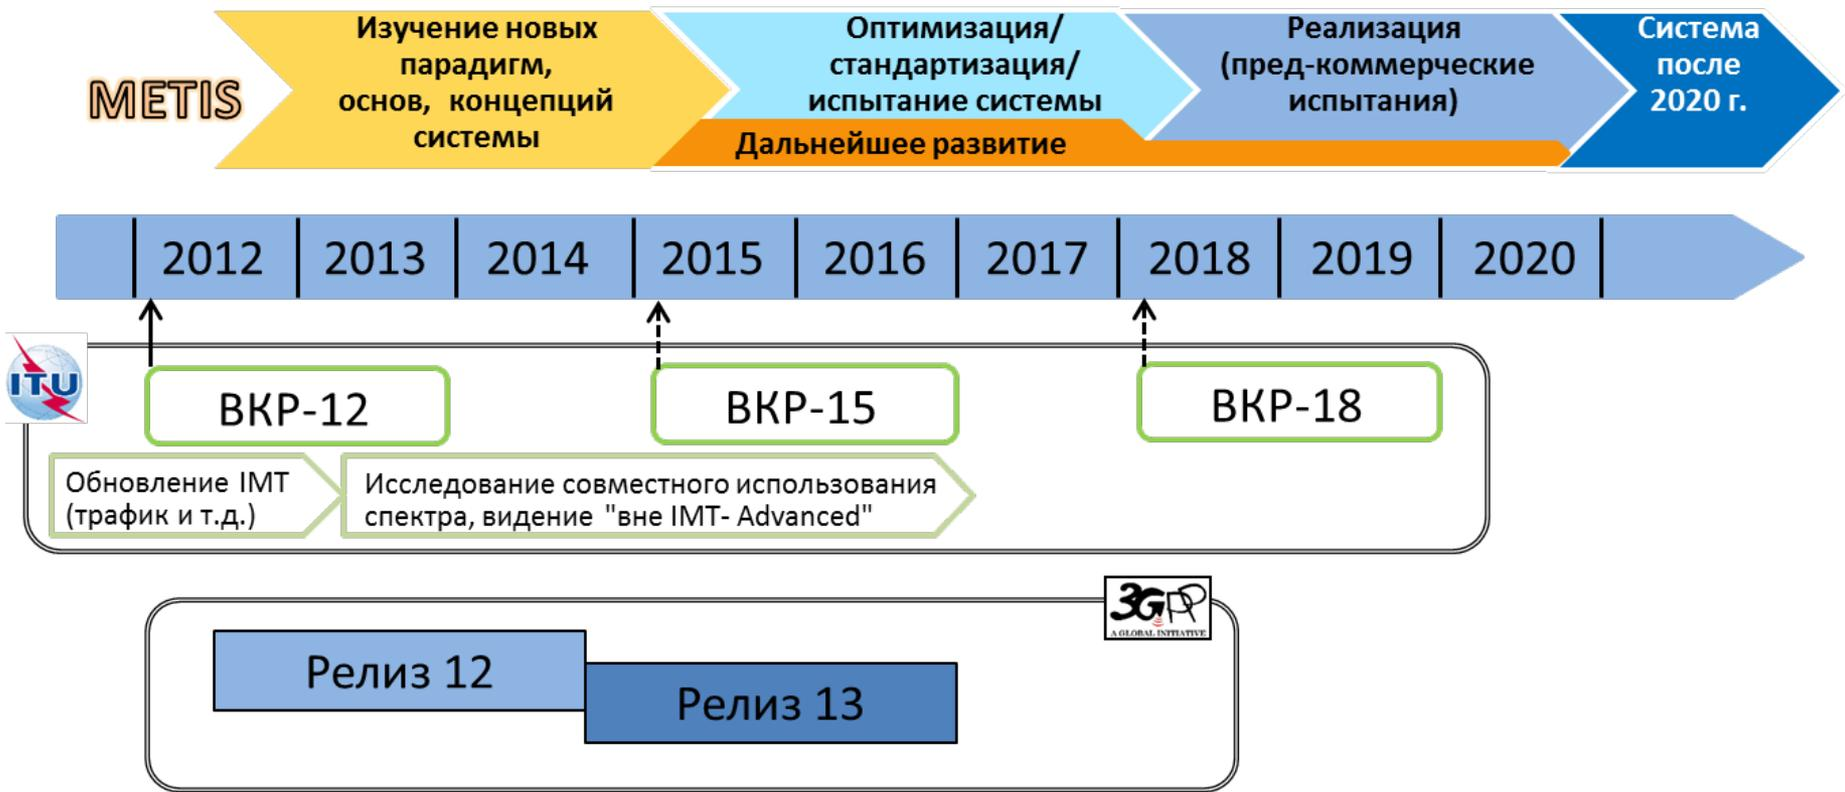 METIS
Изучение новых
парадигм,
основ, концепций
системы
Оптимизация/
стандартизация/
испытание системы
Дальнейшее развитие
Реализация
(пред-коммерческие
испытания)
Система
после
2020 г.
2012 2013 2014 2015 2016 2017 2018 2019 2020
ITU
ВКР-12 ВКР-15 ВКР-18
Обновление IMT
(трафик и т.д.)
Исследование совместного использования
спектра, видение "вне IMT- Advanced"
3GPP
A GLOBAL INITIATIVE
Релиз 12
Релиз 13